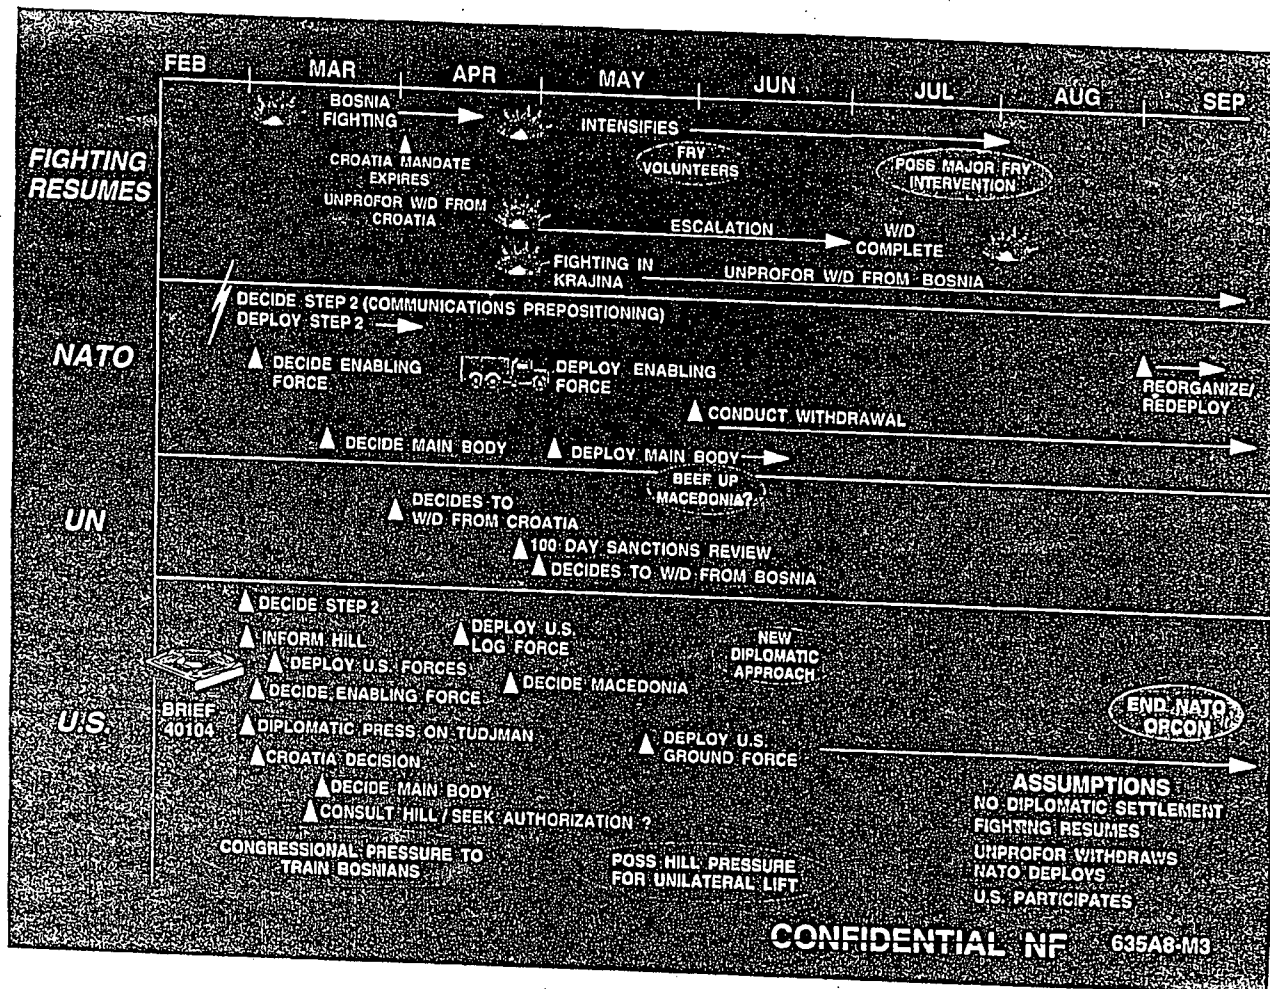 FEB
MAR
APR
MAY
JUN
JUL
AUG
SEP
FIGHTING
RESUMES
BOSNIA
FIGHTING
INTENSIFIES
CROATIA MANDATE
EXPIRES
FRY
VOLUNTEERS
POSS MAJOR FRY
INTERVENTION
UNPROFOR W/D FROM
CROATIA
ESCALATION
W/D
COMPLETE
FIGHTING IN
KRAJINA
UNPROFOR W/D FROM BOSNIA
NATO
DECIDE STEP 2 (COMMUNICATIONS PREPOSITIONING)
DEPLOY STEP 2
DECIDE ENABLING
FORCE
DEPLOY ENABLING
FORCE
REORGANIZE/
REDEPLOY
CONDUCT WITHDRAWAL
DECIDE MAIN BODY
DEPLOY MAIN BODY
BEEF UP
MACEDONIA?
UN
DECIDES TO
W/D FROM CROATIA
100 DAY SANCTIONS REVIEW
DECIDES TO W/D FROM BOSNIA
U.S.
BRIEF
40104
DECIDE STEP 2
INFORM HILL
DEPLOY U.S. FORCES
DECIDE ENABLING FORCE
DIPLOMATIC PRESS ON TUDJMAN
CROATIA DECISION
DECIDE MAIN BODY
CONSULT HILL / SEEK AUTHORIZATION ?
CONGRESSIONAL PRESSURE TO
TRAIN BOSNIANS
DEPLOY U.S.
LOG FORCE
DECIDE MACEDONIA
NEW
DIPLOMATIC
APPROACH
DEPLOY U.S.
GROUND FORCE
POSS HILL PRESSURE
FOR UNILATERAL LIFT
END NATO
OPCON
ASSUMPTIONS
NO DIPLOMATIC SETTLEMENT
FIGHTING RESUMES
UNPROFOR WITHDRAWS
NATO DEPLOYS
U.S. PARTICIPATES
CONFIDENTIAL NF
635A8-M3